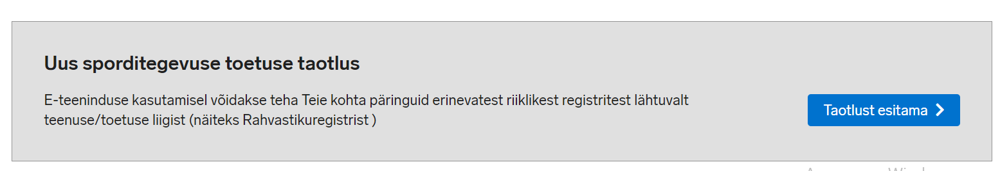 Uus sporditegevuse toetuse taotlus
E-teeninduse kasutamisel võidakse teha Teie kohta päringuid erinevatest riiklikest registritest lähtuvalt
teenuse/toetuse liigist (näiteks Rahvastikuregistrist )
Taotlust esitama